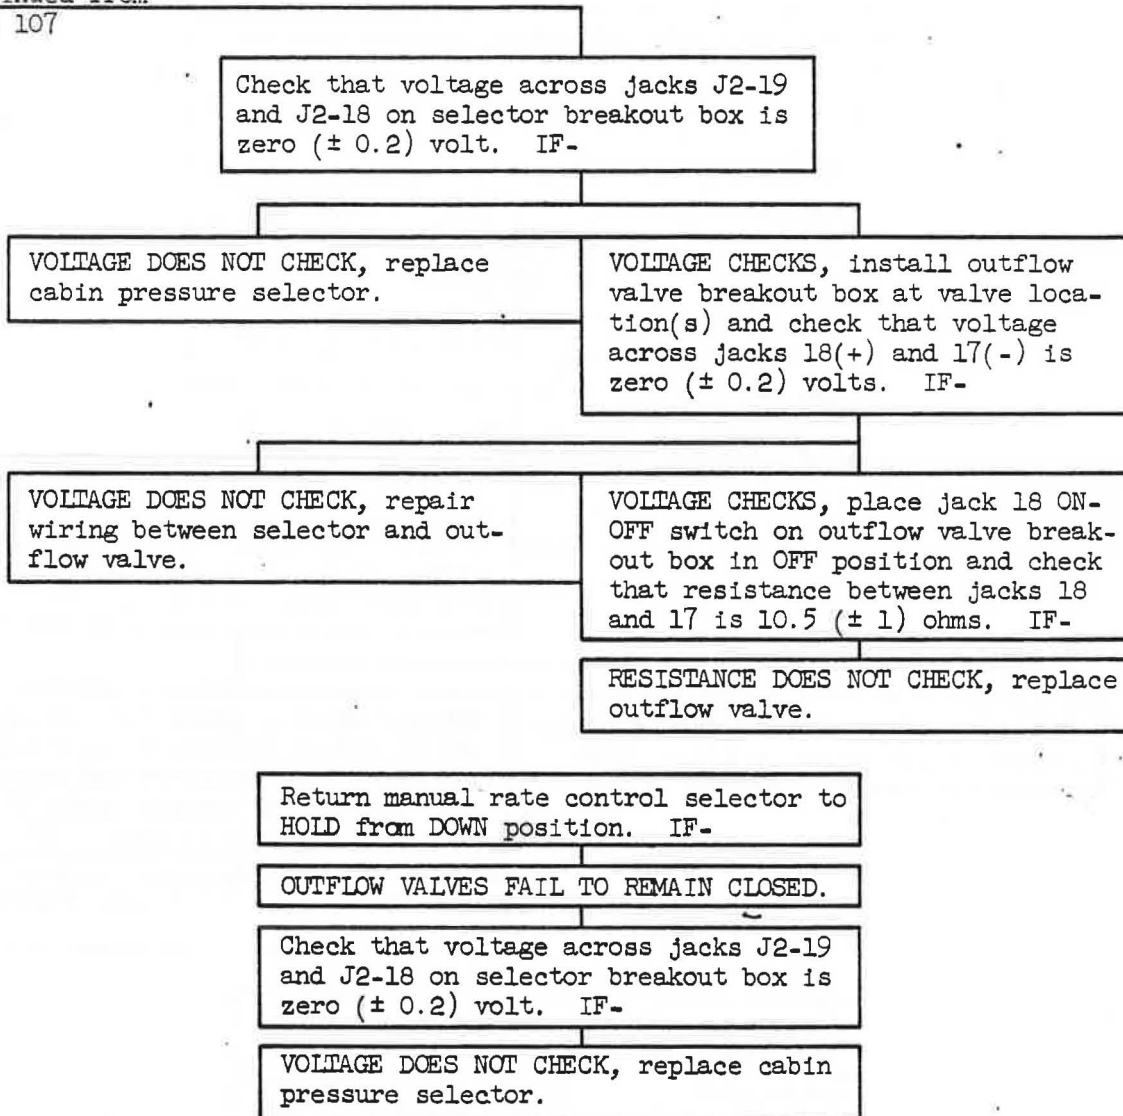 107
Check that voltage across jacks J2-19
and J2-18 on selector breakout box is
zero (± 0.2) volt. IF-
VOLTAGE DOES NOT CHECK, replace
cabin pressure selector.
VOLTAGE CHECKS, install outflow
valve breakout box at valve loca-
tion(s) and check that voltage
across jacks 18(+) and 17(-) is
zero (± 0.2) volts. IF-
VOLTAGE DOES NOT CHECK, repair
wiring between selector and out-
flow valve.
VOLTAGE CHECKS, place jack 18 ON-
OFF switch on outflow valve break-
out box in OFF position and check
that resistance between jacks 18
and 17 is 10.5 (± 1) ohms. IF-
RESISTANCE DOES NOT CHECK, replace
outflow valve.
Return manual rate control selector to
HOLD from DOWN position. IF-
OUTFLOW VALVES FAIL TO REMAIN CLOSED.
Check that voltage across jacks J2-19
and J2-18 on selector breakout box is
zero (± 0.2) volt. IF-
VOLTAGE DOES NOT CHECK, replace cabin
pressure selector.